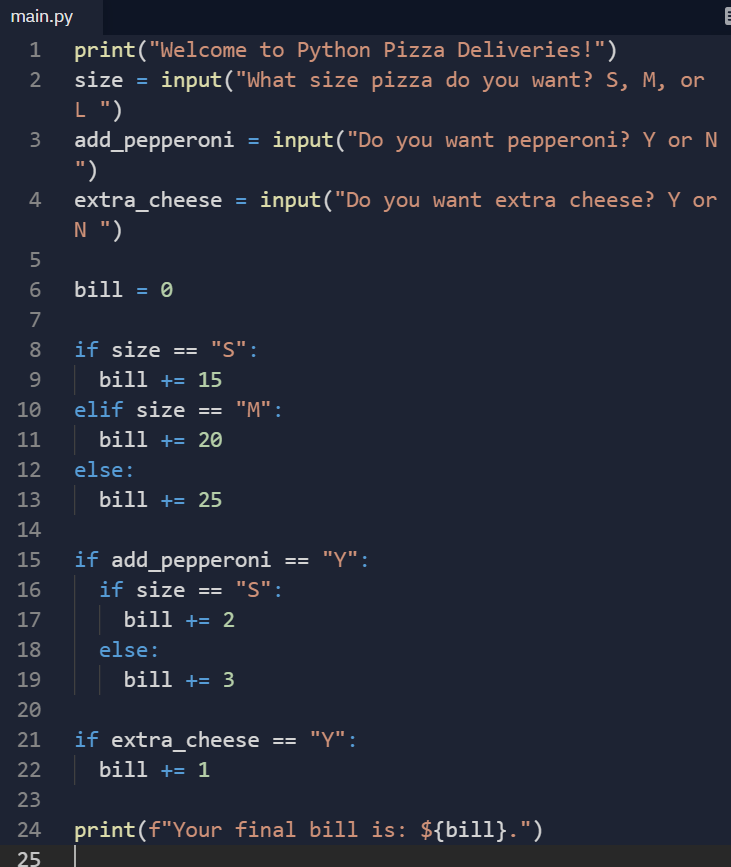 main.py
1 print("Welcome to Python Pizza Deliveries!")
2 size = input("What size pizza do you want? S, M, or
L ")
3 add_pepperoni = input("Do you want pepperoni? Y or N
")
4 extra_cheese = input("Do you want extra cheese? Y or
N ")
5
6 bill = 0
7
8 if size == "S":
9   bill += 15
10 elif size == "M":
11   bill += 20
12 else:
13   bill += 25
14
15 if add_pepperoni == "Y":
16   if size == "S":
17     bill += 2
18   else:
19     bill += 3
20
21 if extra_cheese == "Y":
22   bill += 1
23
24 print(f"Your final bill is: ${bill}.")
25